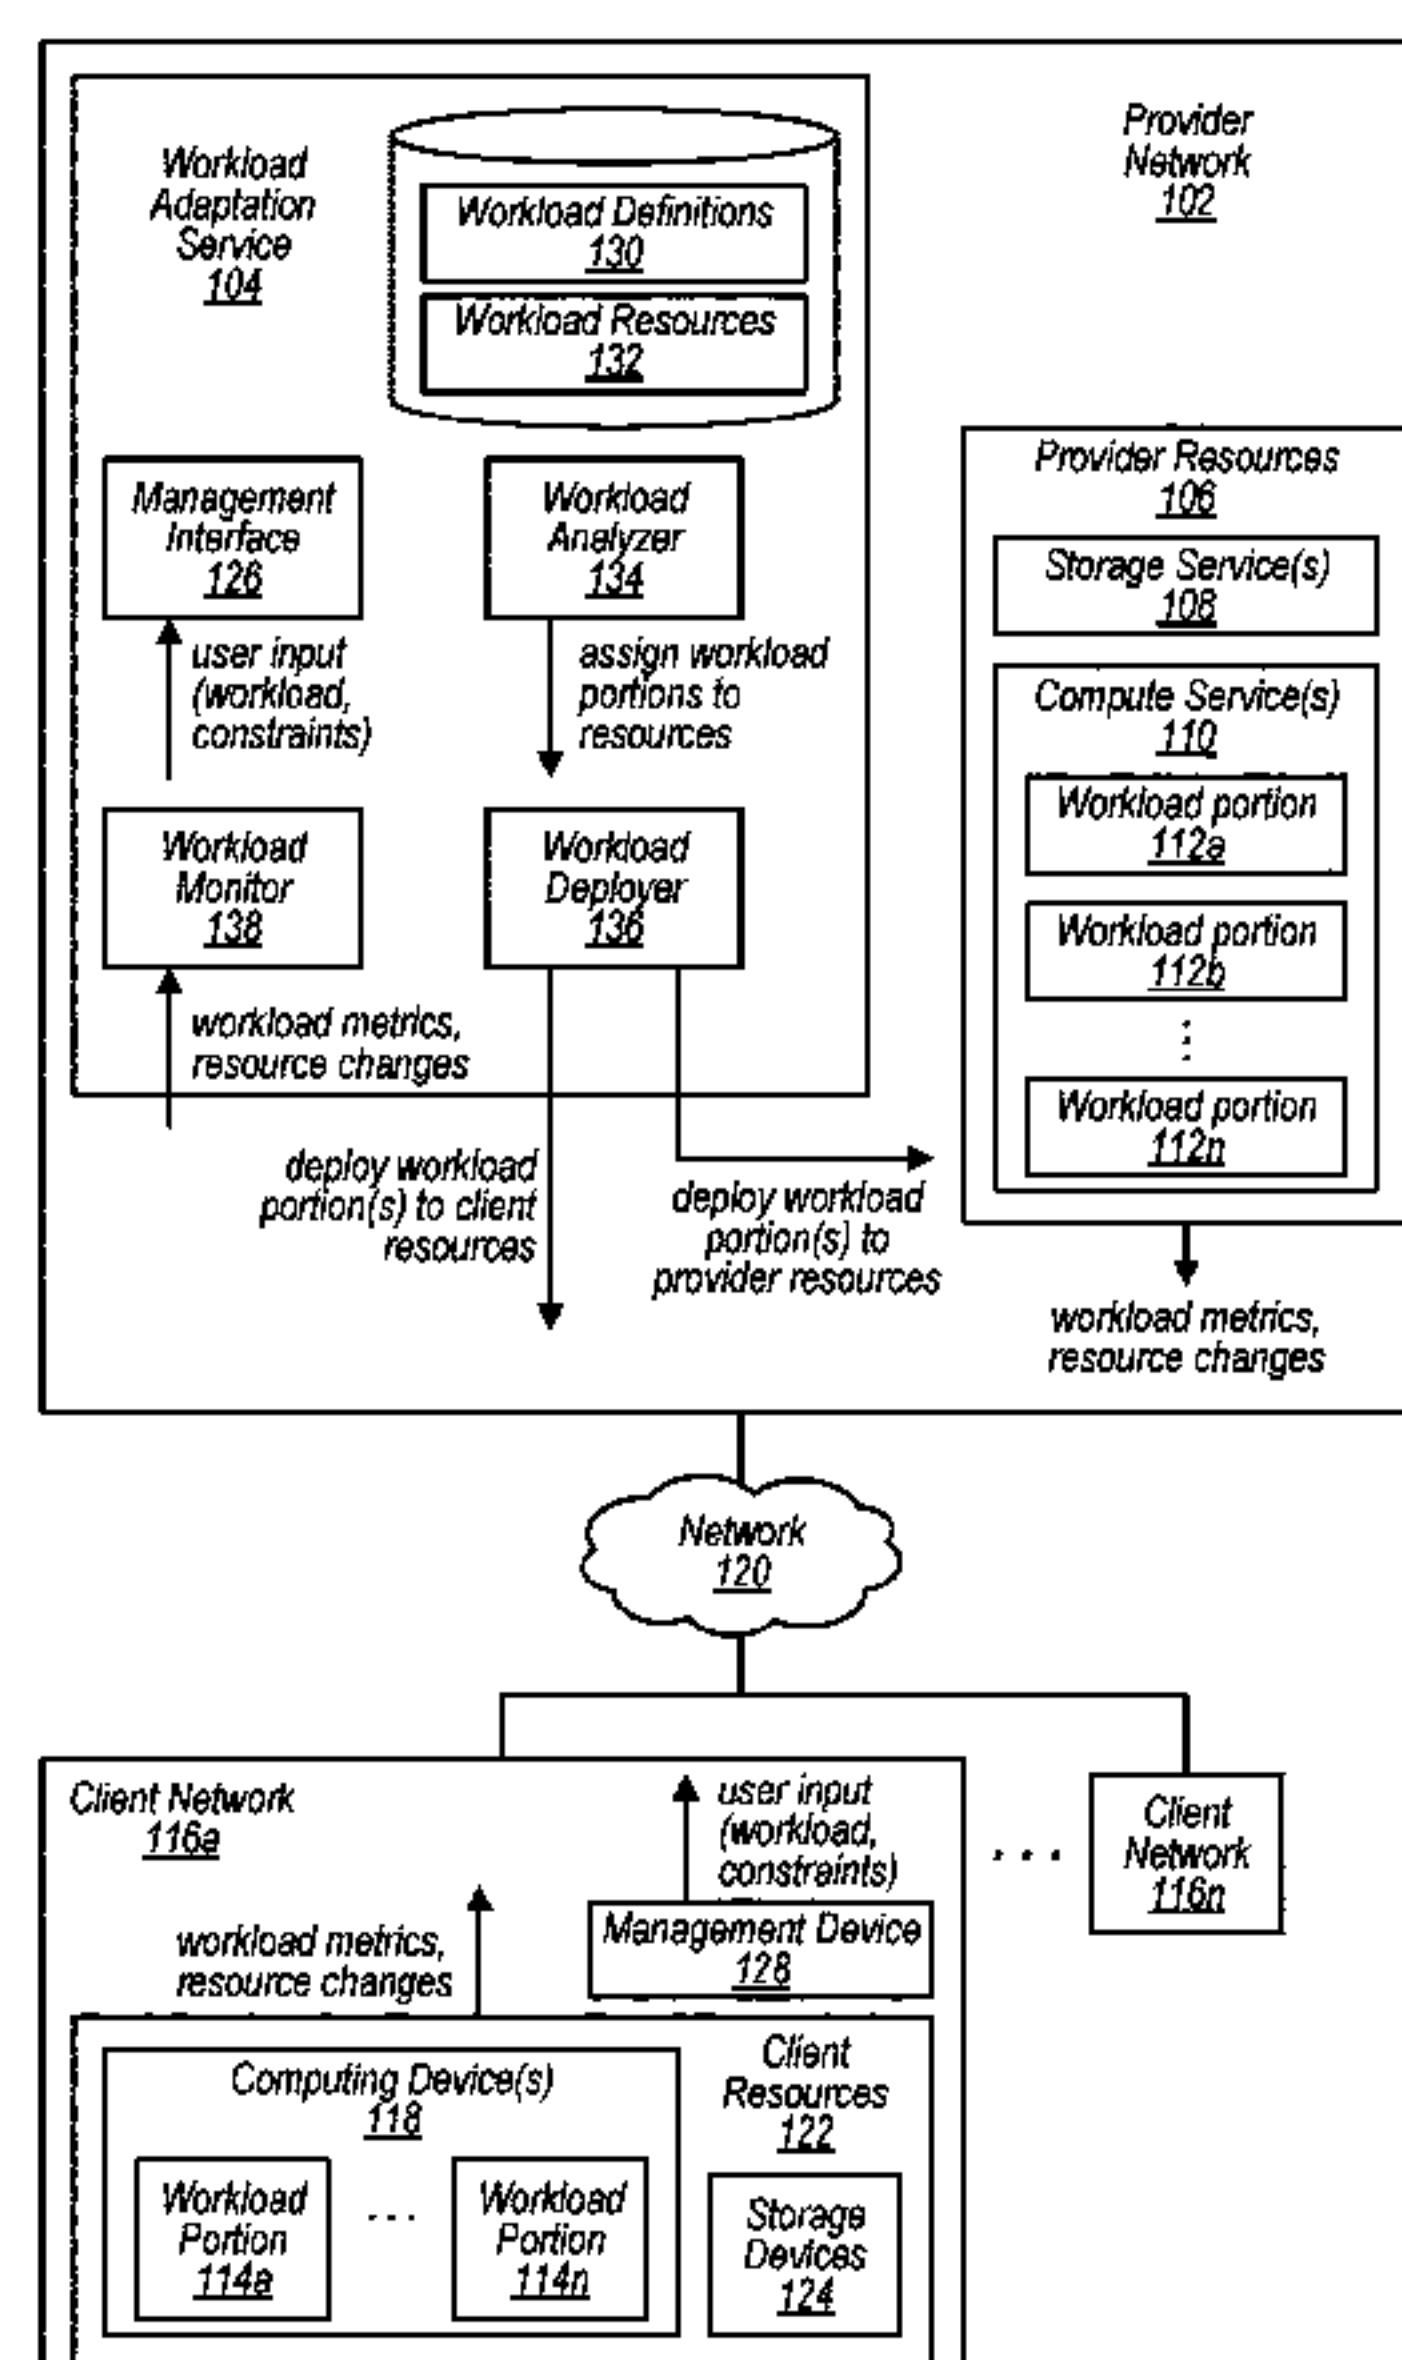 Provider
Network
102
Workload
Adaptation
Service
104
Workload Definitions
130
Workload Resources
132
Management
Interface
126
Workload
Analyzer
134
user input
(workload,
constraints)
assign workload
portions to
resources
Workload
Monitor
138
Workload
Deployer
136
workload metrics,
resource changes
deploy workload
portion(s) to client
resources
deploy workload
portion(s) to
provider resources
Provider Resources
106
Storage Service(s)
108
Compute Service(s)
110
Workload portion
112a
Workload portion
112b
Workload portion
112n
workload metrics,
resource changes
Network
120
Client Network
116a
user input
(workload,
constraints)
workload metrics,
resource changes
Management Device
128
Client
Network
116n
Computing Device(s)
118
Workload
Portion
114a
...
Workload
Portion
114n
Client
Resources
122
Storage
Devices
124